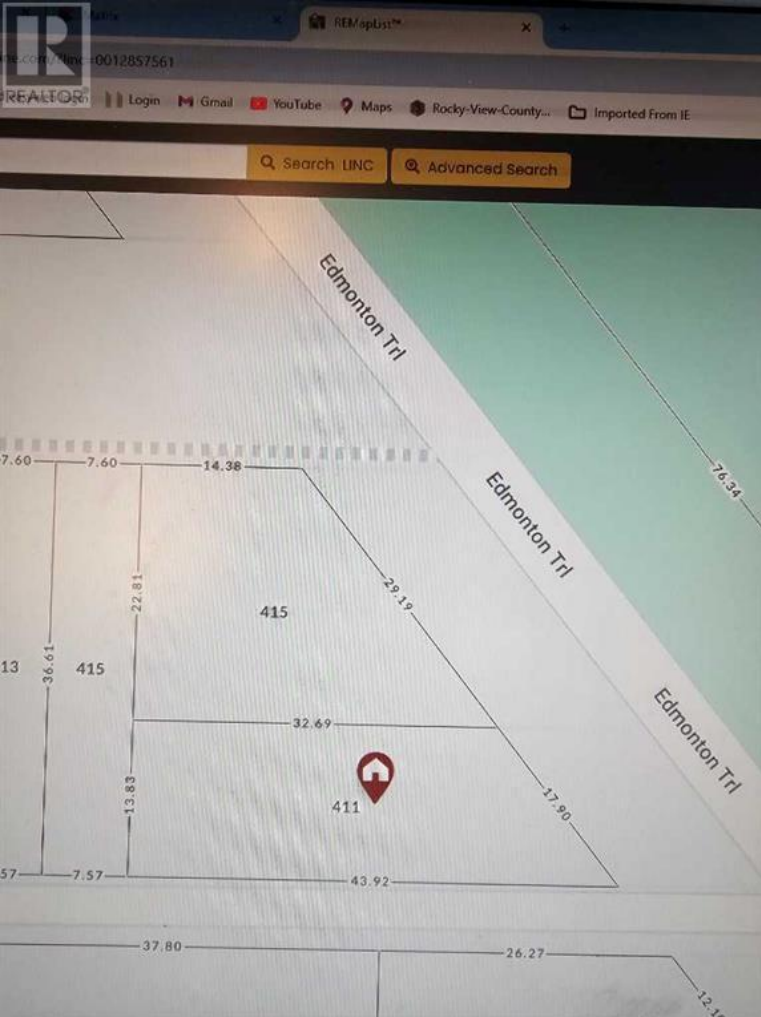 REMapList™
0012857561
REALTOR®
Login
Gmail
YouTube
Maps
Rocky-View-County...
Imported From IE
Search LINC
Advanced Search
Edmonton Trl
7.60
7.60
14.38
76.34
Edmonton Trl
29.19
22.81
415
36.61
13
415
Edmonton Trl
32.69
13.83
411
17.90
57
7.57
43.92
37.80
26.27